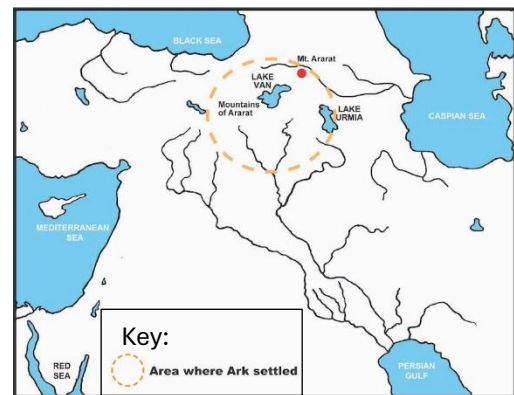 BLACK SEA
Mt. Ararat
LAKE
VAN
Mountains
of Ararat
LAKE
URMIA
CASPIAN SEA
MEDITERRANEAN
SEA
Key:
Area where Ark settled
RED
SEA
PERSIAN
GULF